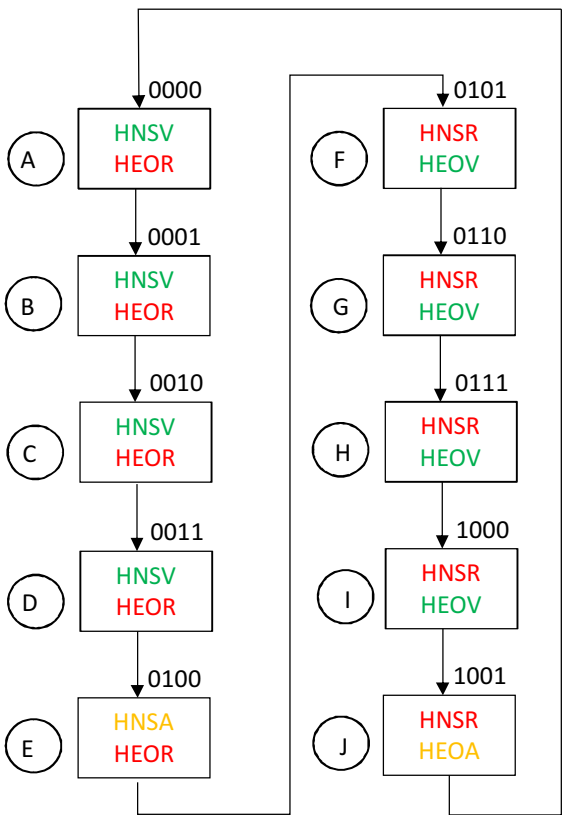 0000
A
HNSV
HEOR
0001
B
HNSV
HEOR
0010
C
HNSV
HEOR
0011
D
HNSV
HEOR
0100
E
HNSA
HEOR
0101
F
HNSR
HEOV
0110
G
HNSR
HEOV
0111
H
HNSR
HEOV
1000
I
HNSR
HEOV
1001
J
HNSR
HEOA